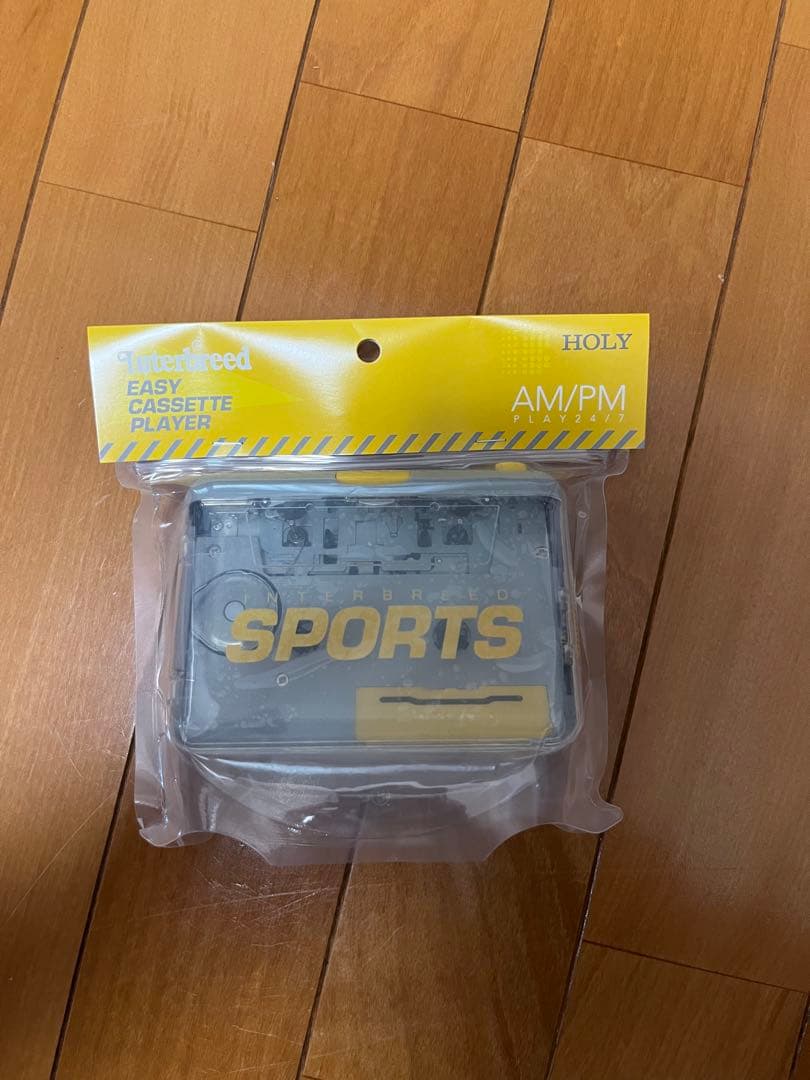 Interbreed
EASY
CASSETTE
PLAYER
HOLY
AM/PM
PLAY24/7
INTERBREED
SPORTS